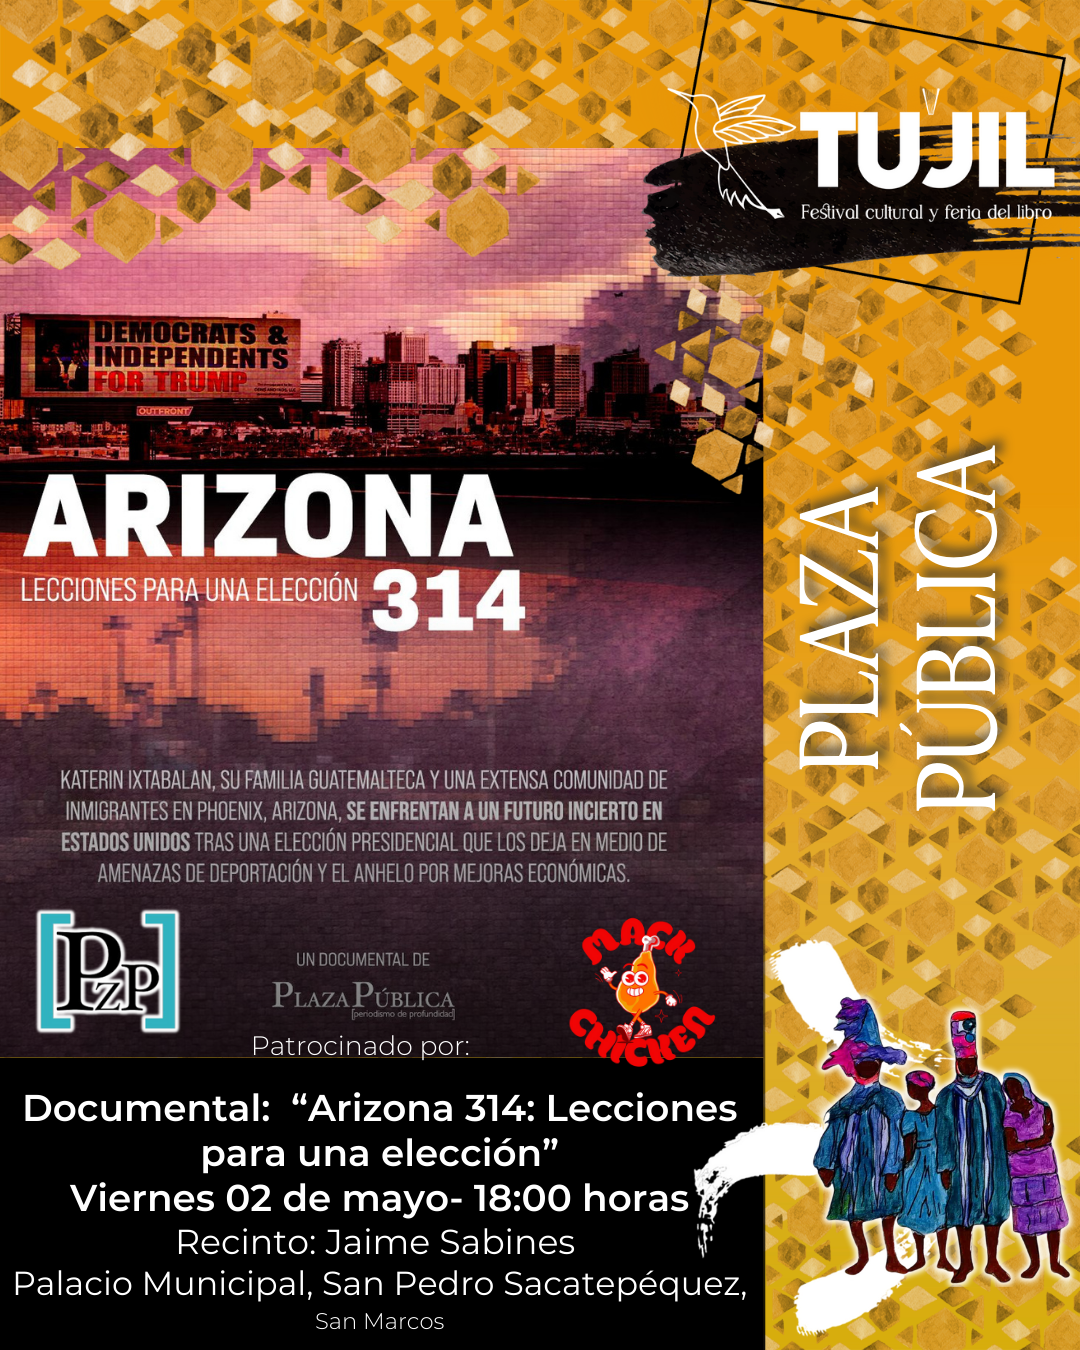 TUJIL
Festival cultural y feria del libro
DEMOCRATS &
INDEPENDENTS
FOR TRUMP
OUTFRONT/
ARIZONA
LECCIONES PARA UNA ELECCIÓN 314
PLAZA
PÚBLICA
KATERIN IXTABALAN, SU FAMILIA GUATEMALTECA Y UNA EXTENSA COMUNIDAD DE
INMIGRANTES EN PHOENIX, ARIZONA, SE ENFRENTAN A UN FUTURO INCIERTO EN
ESTADOS UNIDOS TRAS UNA ELECCIÓN PRESIDENCIAL QUE LOS DEJA EN MEDIO DE
AMENAZAS DE DEPORTACIÓN Y EL ANHELO POR MEJORAS ECONÓMICAS.
[PzP]
UN DOCUMENTAL DE
PLAZA PÚBLICA
[periodismo de profundidad]
MACK
CHICKEN
Patrocinado por:
Documental: “Arizona 314: Lecciones
para una elección”
Viernes 02 de mayo- 18:00 horas
Recinto: Jaime Sabines
Palacio Municipal, San Pedro Sacatepéquez,
San Marcos